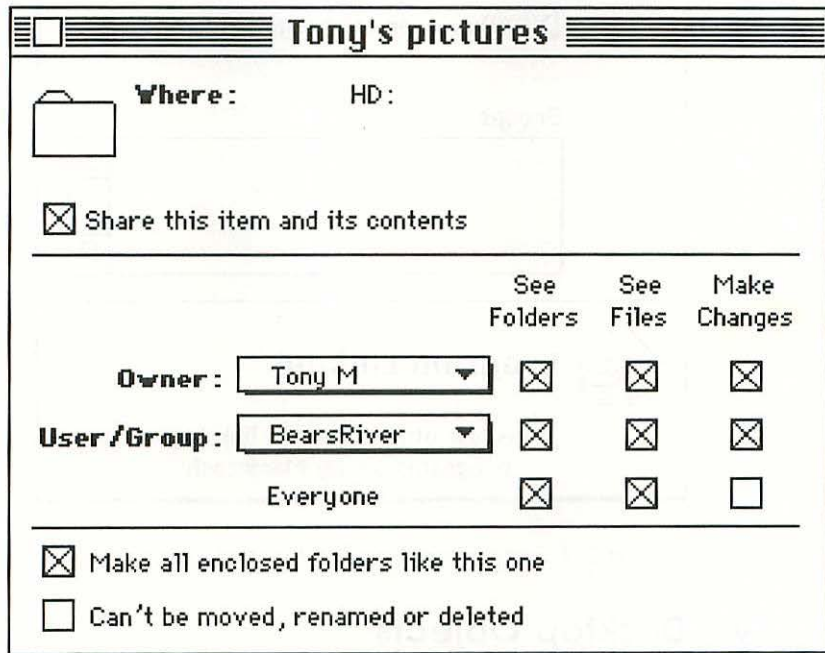 Tony's pictures
Where: HD:
Share this item and its contents
See See Make
Folders Files Changes
Owner: Tony M
User/Group: BearsRiver
Everyone
Make all enclosed folders like this one
Can't be moved, renamed or deleted